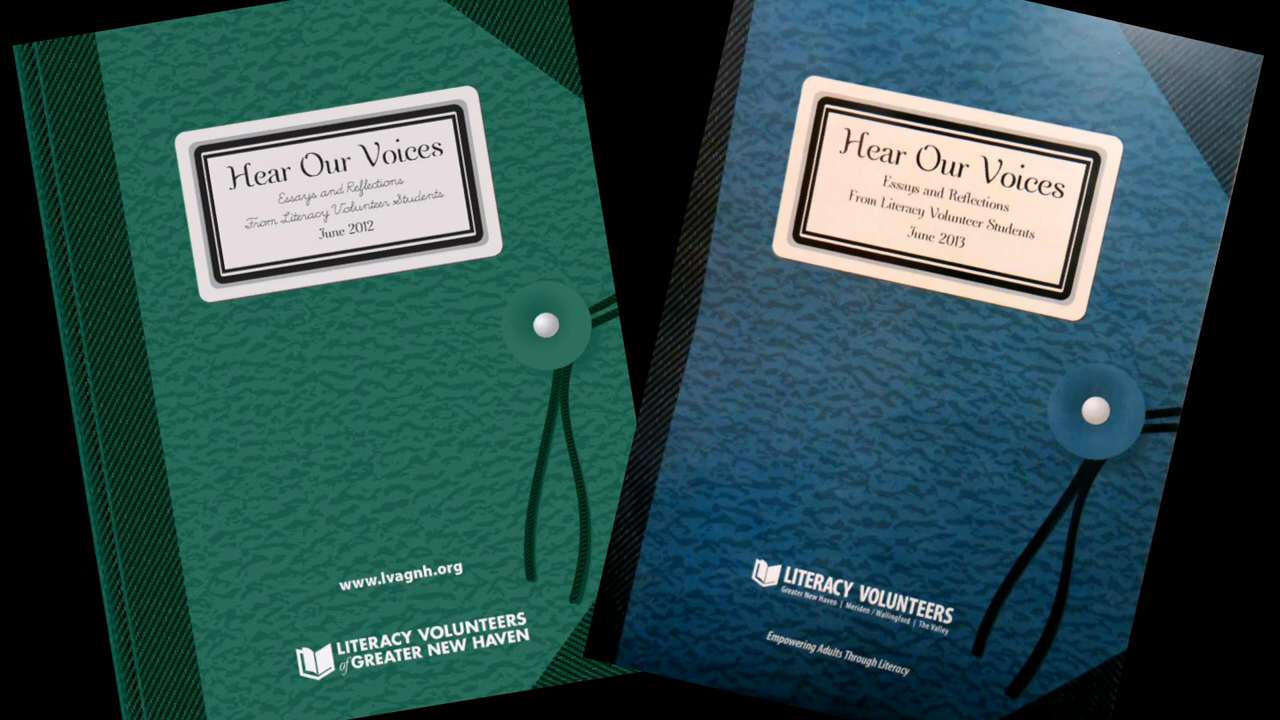 Hear Our Voices
Essays and Reflections
From Literacy Volunteer Students
June 2012
www.lvagnh.org
LITERACY VOLUNTEERS
of GREATER NEW HAVEN
Hear Our Voices
Essays and Reflections
From Literacy Volunteer Students
June 2013
LITERACY VOLUNTEERS
Greater New Haven | Meriden / Wallingford | The Valley
Empowering Adults Through Literacy